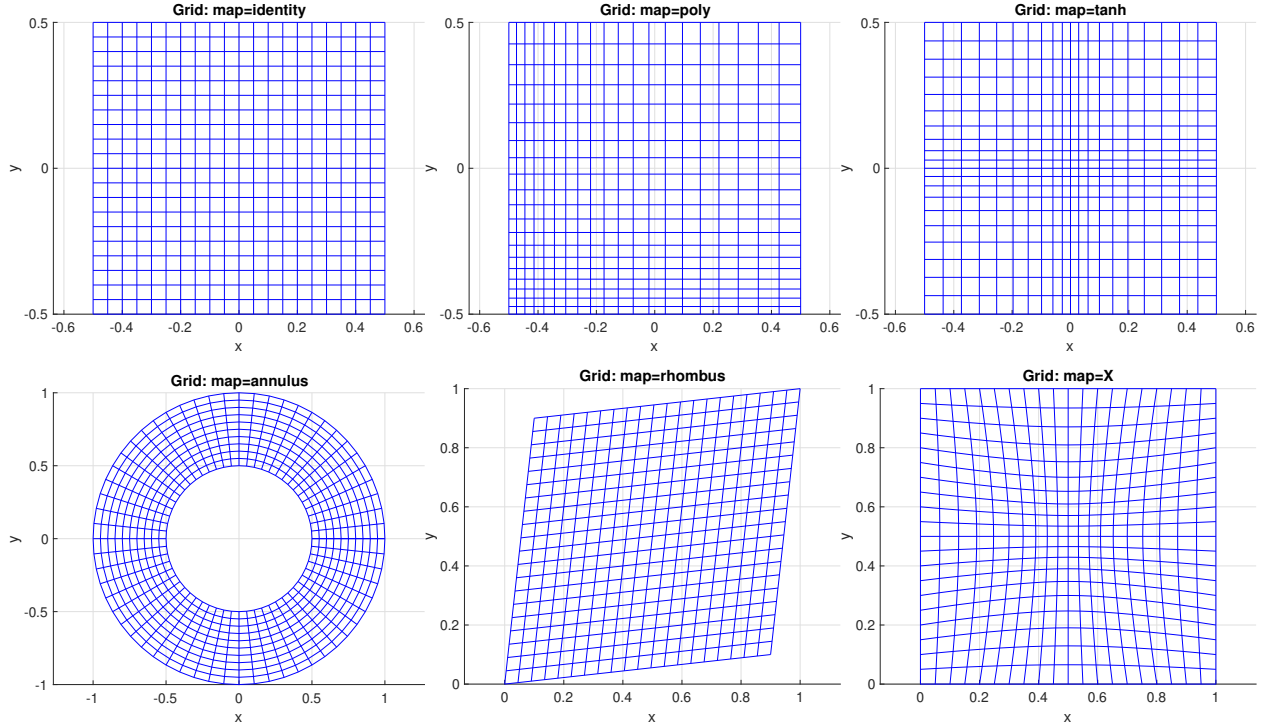 Grid: map=identity
0.5
0
-0.5
y
-0.6 -0.4 -0.2 0 0.2 0.4 0.6
x
Grid: map=poly
0.5
0
-0.5
y
-0.6 -0.4 -0.2 0 0.2 0.4 0.6
x
Grid: map=tanh
0.5
0
-0.5
y
-0.6 -0.4 -0.2 0 0.2 0.4 0.6
x
Grid: map=annulus
1
0.5
0
-0.5
-1
y
-1 -0.5 0 0.5 1
x
Grid: map=rhombus
1
0.8
0.6
0.4
0.2
0
y
0 0.2 0.4 0.6 0.8 1
x
Grid: map=X
1
0.8
0.6
0.4
0.2
0
y
0 0.2 0.4 0.6 0.8 1
x